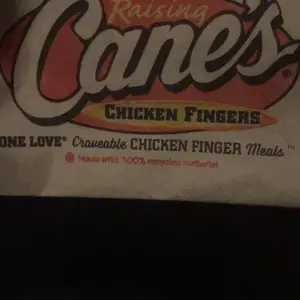 Raising
Cane's®
CHICKEN FINGERS
ONE LOVE® Craveable CHICKEN FINGER Meals™
Made with 100% recycled material